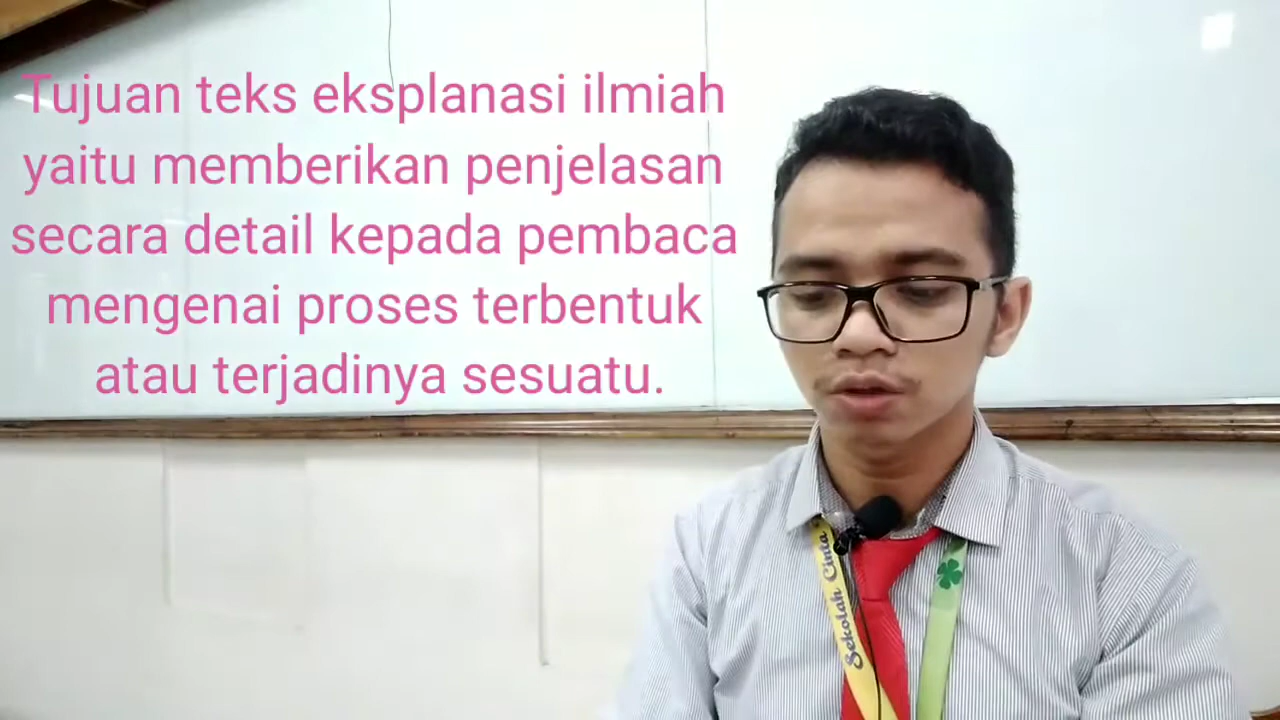 Tujuan teks eksplanasi ilmiah
yaitu memberikan penjelasan
secara detail kepada pembaca
mengenai proses terbentuk
atau terjadinya sesuatu.
Sekolah Cinta